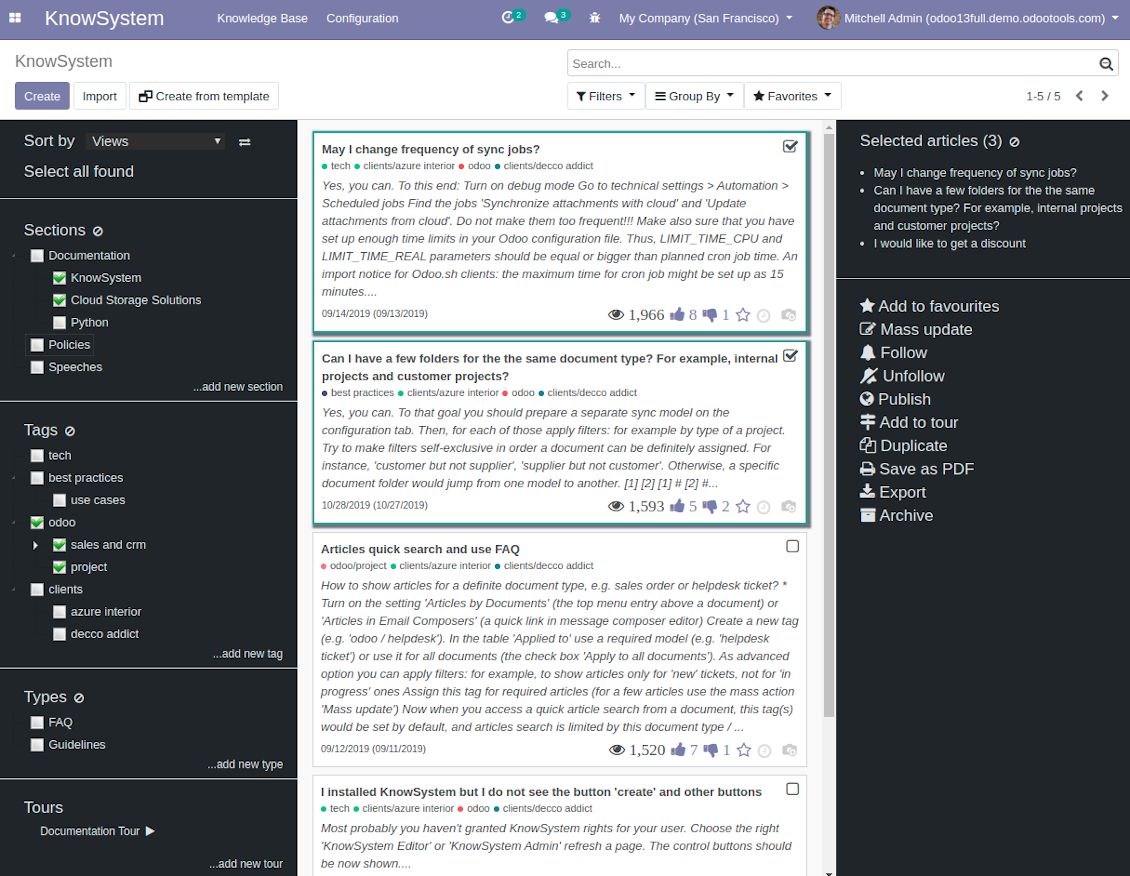 KnowSystem
Knowledge Base
Configuration
2
3
My Company (San Francisco)
Mitchell Admin (odoo13full.demo.odootools.com)
KnowSystem
Search...
Create
Import
Create from template
Filters
Group By
Favorites
1-5 / 5
Sort by
Views
Select all found
Sections
Documentation
KnowSystem
Cloud Storage Solutions
Python
Policies
Speeches
...add new section
Tags
tech
best practices
use cases
odoo
sales and crm
project
clients
azure interior
decco addict
...add new tag
Types
FAQ
Guidelines
...add new type
Tours
Documentation Tour
...add new tour
May I change frequency of sync jobs?
tech clients/azure interior odoo clients/decco addict
Yes, you can. To this end: Turn on debug mode Go to technical settings > Automation >
Scheduled jobs Find the jobs 'Synchronize attachments with cloud' and 'Update
attachments from cloud'. Do not make them too frequent!!! Make also sure that you have
set up enough time limits in your Odoo configuration file. Thus, LIMIT_TIME_CPU and
LIMIT_TIME_REAL parameters should be equal or bigger than planned cron job time. An
import notice for Odoo.sh clients: the maximum time for cron job might be set up as 15
minutes....
09/14/2019 (09/13/2019)
1,966 8 1
Can I have a few folders for the the same document type? For example, internal
projects and customer projects?
best practices clients/azure interior odoo clients/decco addict
Yes, you can. To that goal you should prepare a separate sync model on the
configuration tab. Then, for each of those apply filters: for example by type of a project.
Try to make filters self-exclusive in order a document can be definitely assigned. For
instance, 'customer but not supplier', 'supplier but not customer'. Otherwise, a specific
document folder would jump from one model to another. [1] [2] [1] # [2] #...
10/28/2019 (10/27/2019)
1,593 5 2
Articles quick search and use FAQ
odoo/project clients/azure interior clients/decco addict
How to show articles for a definite document type, e.g. sales order or helpdesk ticket? *
Turn on the setting 'Articles by Documents' (the top menu entry above a document) or
'Articles in Email Composers' (a quick link in message composer editor) Create a new tag
(e.g. 'odoo / helpdesk'). In the table 'Applied to' use a required model (e.g. 'helpdesk
ticket') or use it for all documents (the check box 'Apply to all documents'). As advanced
option you can apply filters: for example, to show articles only for 'new' tickets, not for 'in
progress' ones Assign this tag for required articles (for a few articles use the mass action
'Mass update') Now when you access a quick article search from a document, this tag(s)
would be set by default, and articles search is limited by this document type / ...
09/12/2019 (09/11/2019)
1,520 7 1
I installed KnowSystem but I do not see the button 'create' and other buttons
tech clients/azure interior odoo clients/decco addict
Most probably you haven't granted KnowSystem rights for your user. Choose the right
'KnowSystem Editor' or 'KnowSystem Admin' refresh a page. The control buttons should
be now shown....
Selected articles (3)
May I change frequency of sync jobs?
Can I have a few folders for the the same
document type? For example, internal projects
and customer projects?
I would like to get a discount
Add to favourites
Mass update
Follow
Unfollow
Publish
Add to tour
Duplicate
Save as PDF
Export
Archive